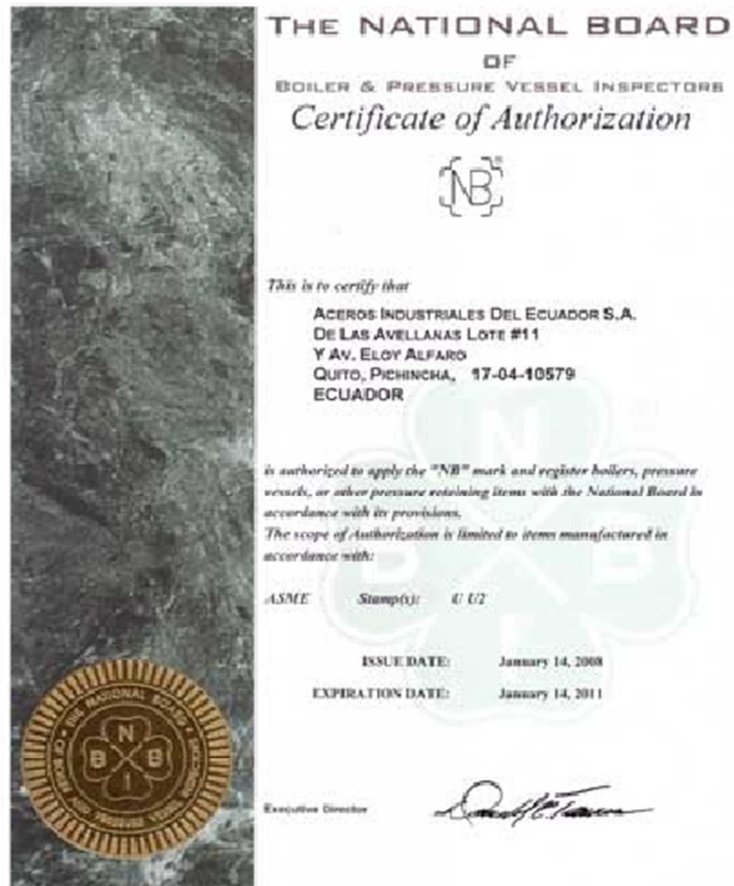 THE NATIONAL BOARD
OF
BOILER & PRESSURE VESSEL INSPECTORS
Certificate of Authorization
NB
This is to certify that
ACEROS INDUSTRIALES DEL ECUADOR S.A.
DE LAS AVELLANAS LOTE #11
Y AV. ELOY ALFARO
QUITO, PICHINCHA, 17-04-10579
ECUADOR
is authorized to apply the "NB" mark and register boilers, pressure
vessels, or other pressure retaining items with the National Board in
accordance with its provisions.
The scope of Authorization is limited to items manufactured in
accordance with:
ASME Stamp(s): U U2
ISSUE DATE: January 14, 2008
EXPIRATION DATE: January 14, 2011
Executive Director
THE NATIONAL BOARD
N
B B
I
N
B B
I